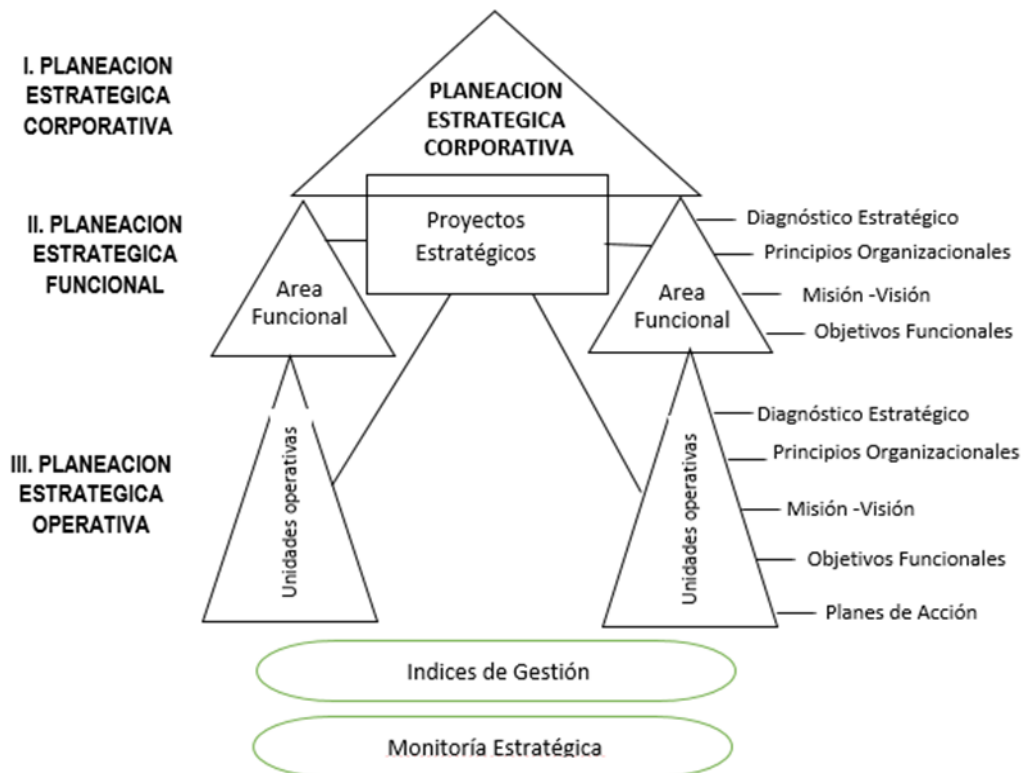 I. PLANEACION
ESTRATEGICA
CORPORATIVA
PLANEACION
ESTRATEGICA
CORPORATIVA
II. PLANEACION
ESTRATEGICA
FUNCIONAL
Proyectos
Estratégicos
Area
Funcional
Area
Funcional
Diagnóstico Estratégico
Principios Organizacionales
Misión -Visión
Objetivos Funcionales
III. PLANEACION
ESTRATEGICA
OPERATIVA
Unidades operativas
Unidades operativas
Diagnóstico Estratégico
Principios Organizacionales
Misión -Visión
Objetivos Funcionales
Planes de Acción
Indices de Gestión
Monitoría Estratégica